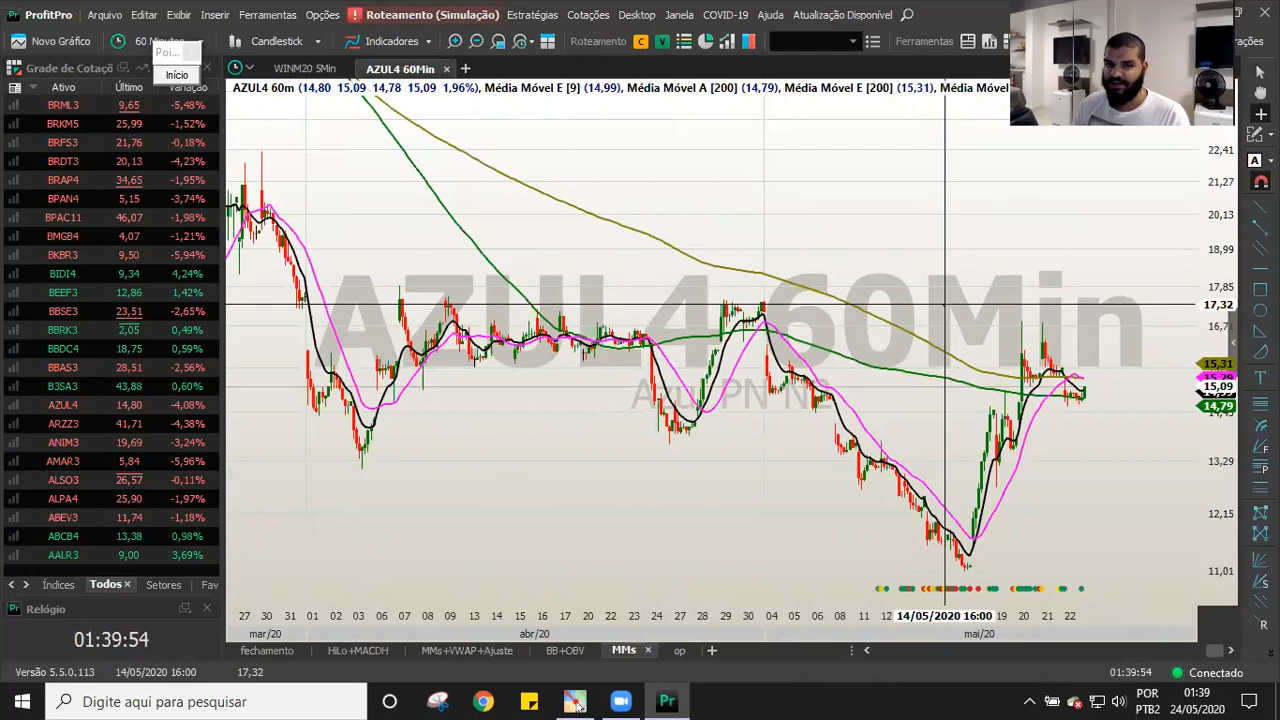 ProfitPro Arquivo Editar Exibir Inserir Ferramentas Opções Roteamento (Simulação) Estratégias Cotações Desktop Janela COVID-19 Ajuda Atualização Disponível
Novo Gráfico 60 Minutos Candlestick Indicadores Roteamento C V Ferramentas
Poi...
Início
Grade de Cotaçõ
WINM20 5Min AZUL4 60Min
Ativo Último Variação
AZUL4 60m (14,80 15,09 14,78 15,09 1,96%), Média Móvel E [9] (14,99), Média Móvel A [200] (14,79), Média Móvel E [200] (15,31), Média Móvel
BRML3 9,65 -5,48%
BRKM5 25,99 -1,52%
BRFS3 21,76 -0,18%
BRDT3 20,13 -4,23%
BRAP4 34,65 -1,95%
BPAN4 5,15 -3,74%
BPAC11 46,07 -1,98%
BMGB4 4,07 -1,21%
BKBR3 9,50 -5,94%
BIDI4 9,34 4,24%
BEEF3 12,86 1,42%
BBSE3 23,51 -2,65%
BBRK3 2,05 0,49%
BBDC4 18,75 0,59%
BBAS3 28,51 -2,56%
B3SA3 43,88 0,60%
AZUL4 14,80 -4,08%
ARZZ3 41,71 -4,38%
ANIM3 19,69 -3,24%
AMAR3 5,84 -5,96%
ALSO3 26,57 -0,11%
ALPA4 25,90 -1,97%
ABEV3 11,74 -1,18%
ABCB4 13,38 0,98%
AALR3 9,00 3,69%
AZUL4 60Min
Azul PN N2
22,41
21,27
20,13
18,99
17,85
17,32
15,31
15,09
14,79
13,29
12,15
11,01
Índices Todos Setores Fav
Relógio
01:39:54
27 30 31 01 02 03 06 07 08 09 13 14 15 16 17 20 22 23 24 27 28 29 30 04 05 06 07 08 11 12 14/05/2020 16:00 19 20 21 22
mar/20 abr/20 mai/20
fechamento HiLo+MACDH MMs+VWAP+Ajuste BB+OBV MMs op
Versão 5.5.0.113 14/05/2020 16:00 17,32 01:39:54 Conectado
Digite aqui para pesquisar
Pr
POR
PTB2
01:39
24/05/2020